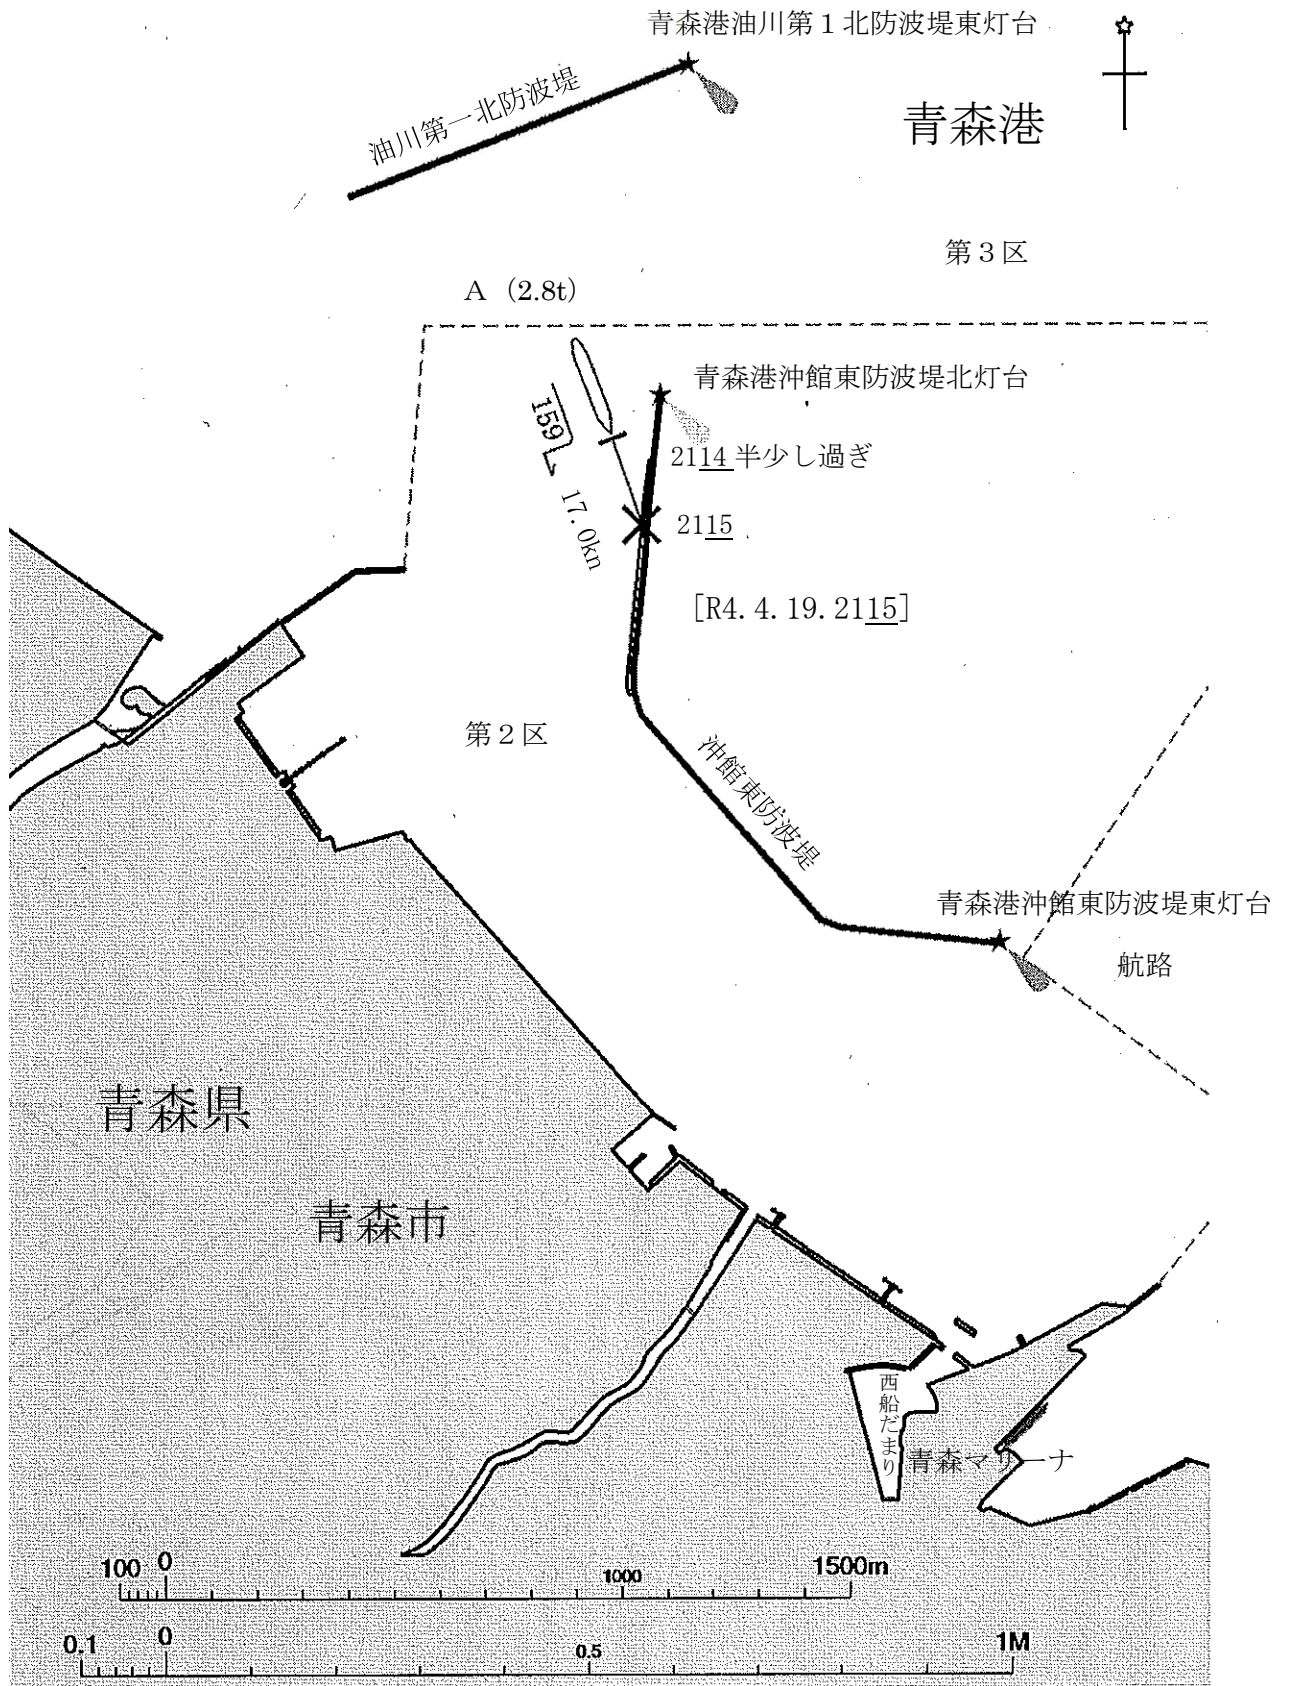 青森港油川第１北防波堤東灯台
油川第一北防波堤
青森港
第３区
A (2.8t)
青森港沖館東防波堤北灯台
159
2114 半少し過ぎ
17.0kn
2115
[R4.4.19.2115]
第２区
沖館東防波堤
青森港沖館東防波堤東灯台
航路
青森県
青森市
西船だまり
青森マリーナ
100 0 1000 1500m
0.1 0 0.5 1M